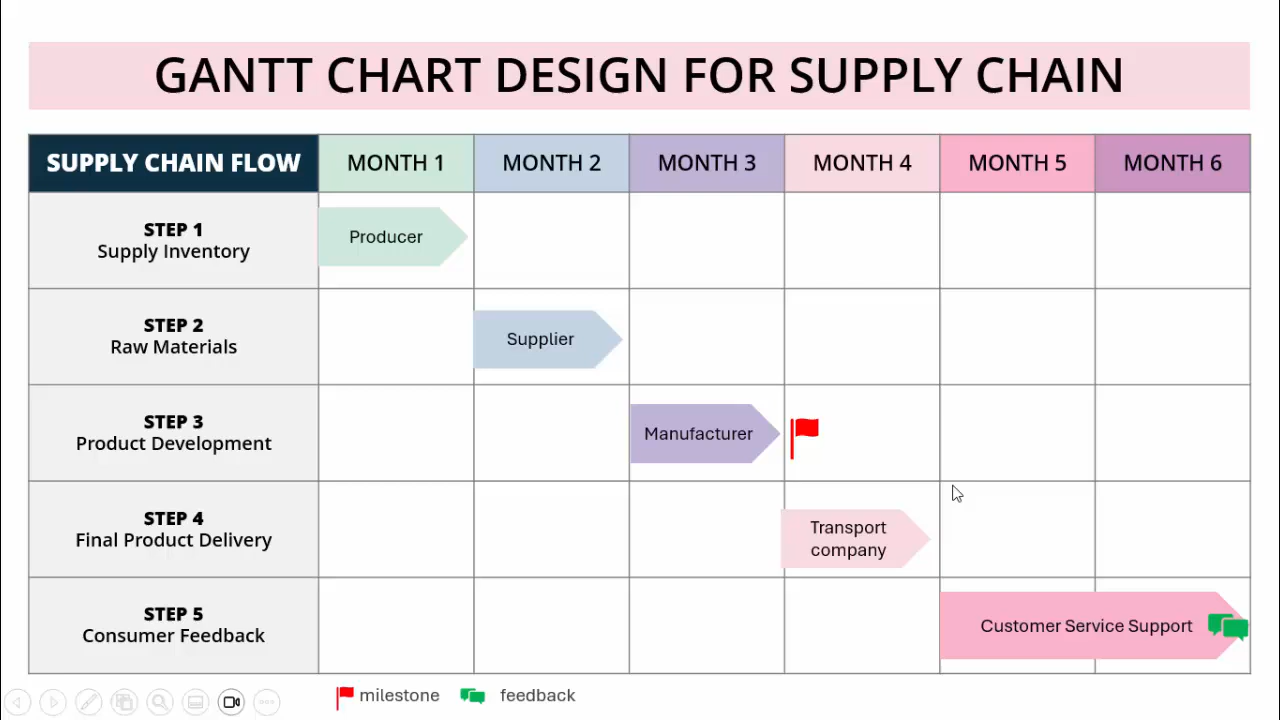 GANTT CHART DESIGN FOR SUPPLY CHAIN
SUPPLY CHAIN FLOW
MONTH 1
MONTH 2
MONTH 3
MONTH 4
MONTH 5
MONTH 6
STEP 1
Supply Inventory
Producer
STEP 2
Raw Materials
Supplier
STEP 3
Product Development
Manufacturer
STEP 4
Final Product Delivery
Transport
company
STEP 5
Consumer Feedback
Customer Service Support
milestone
feedback